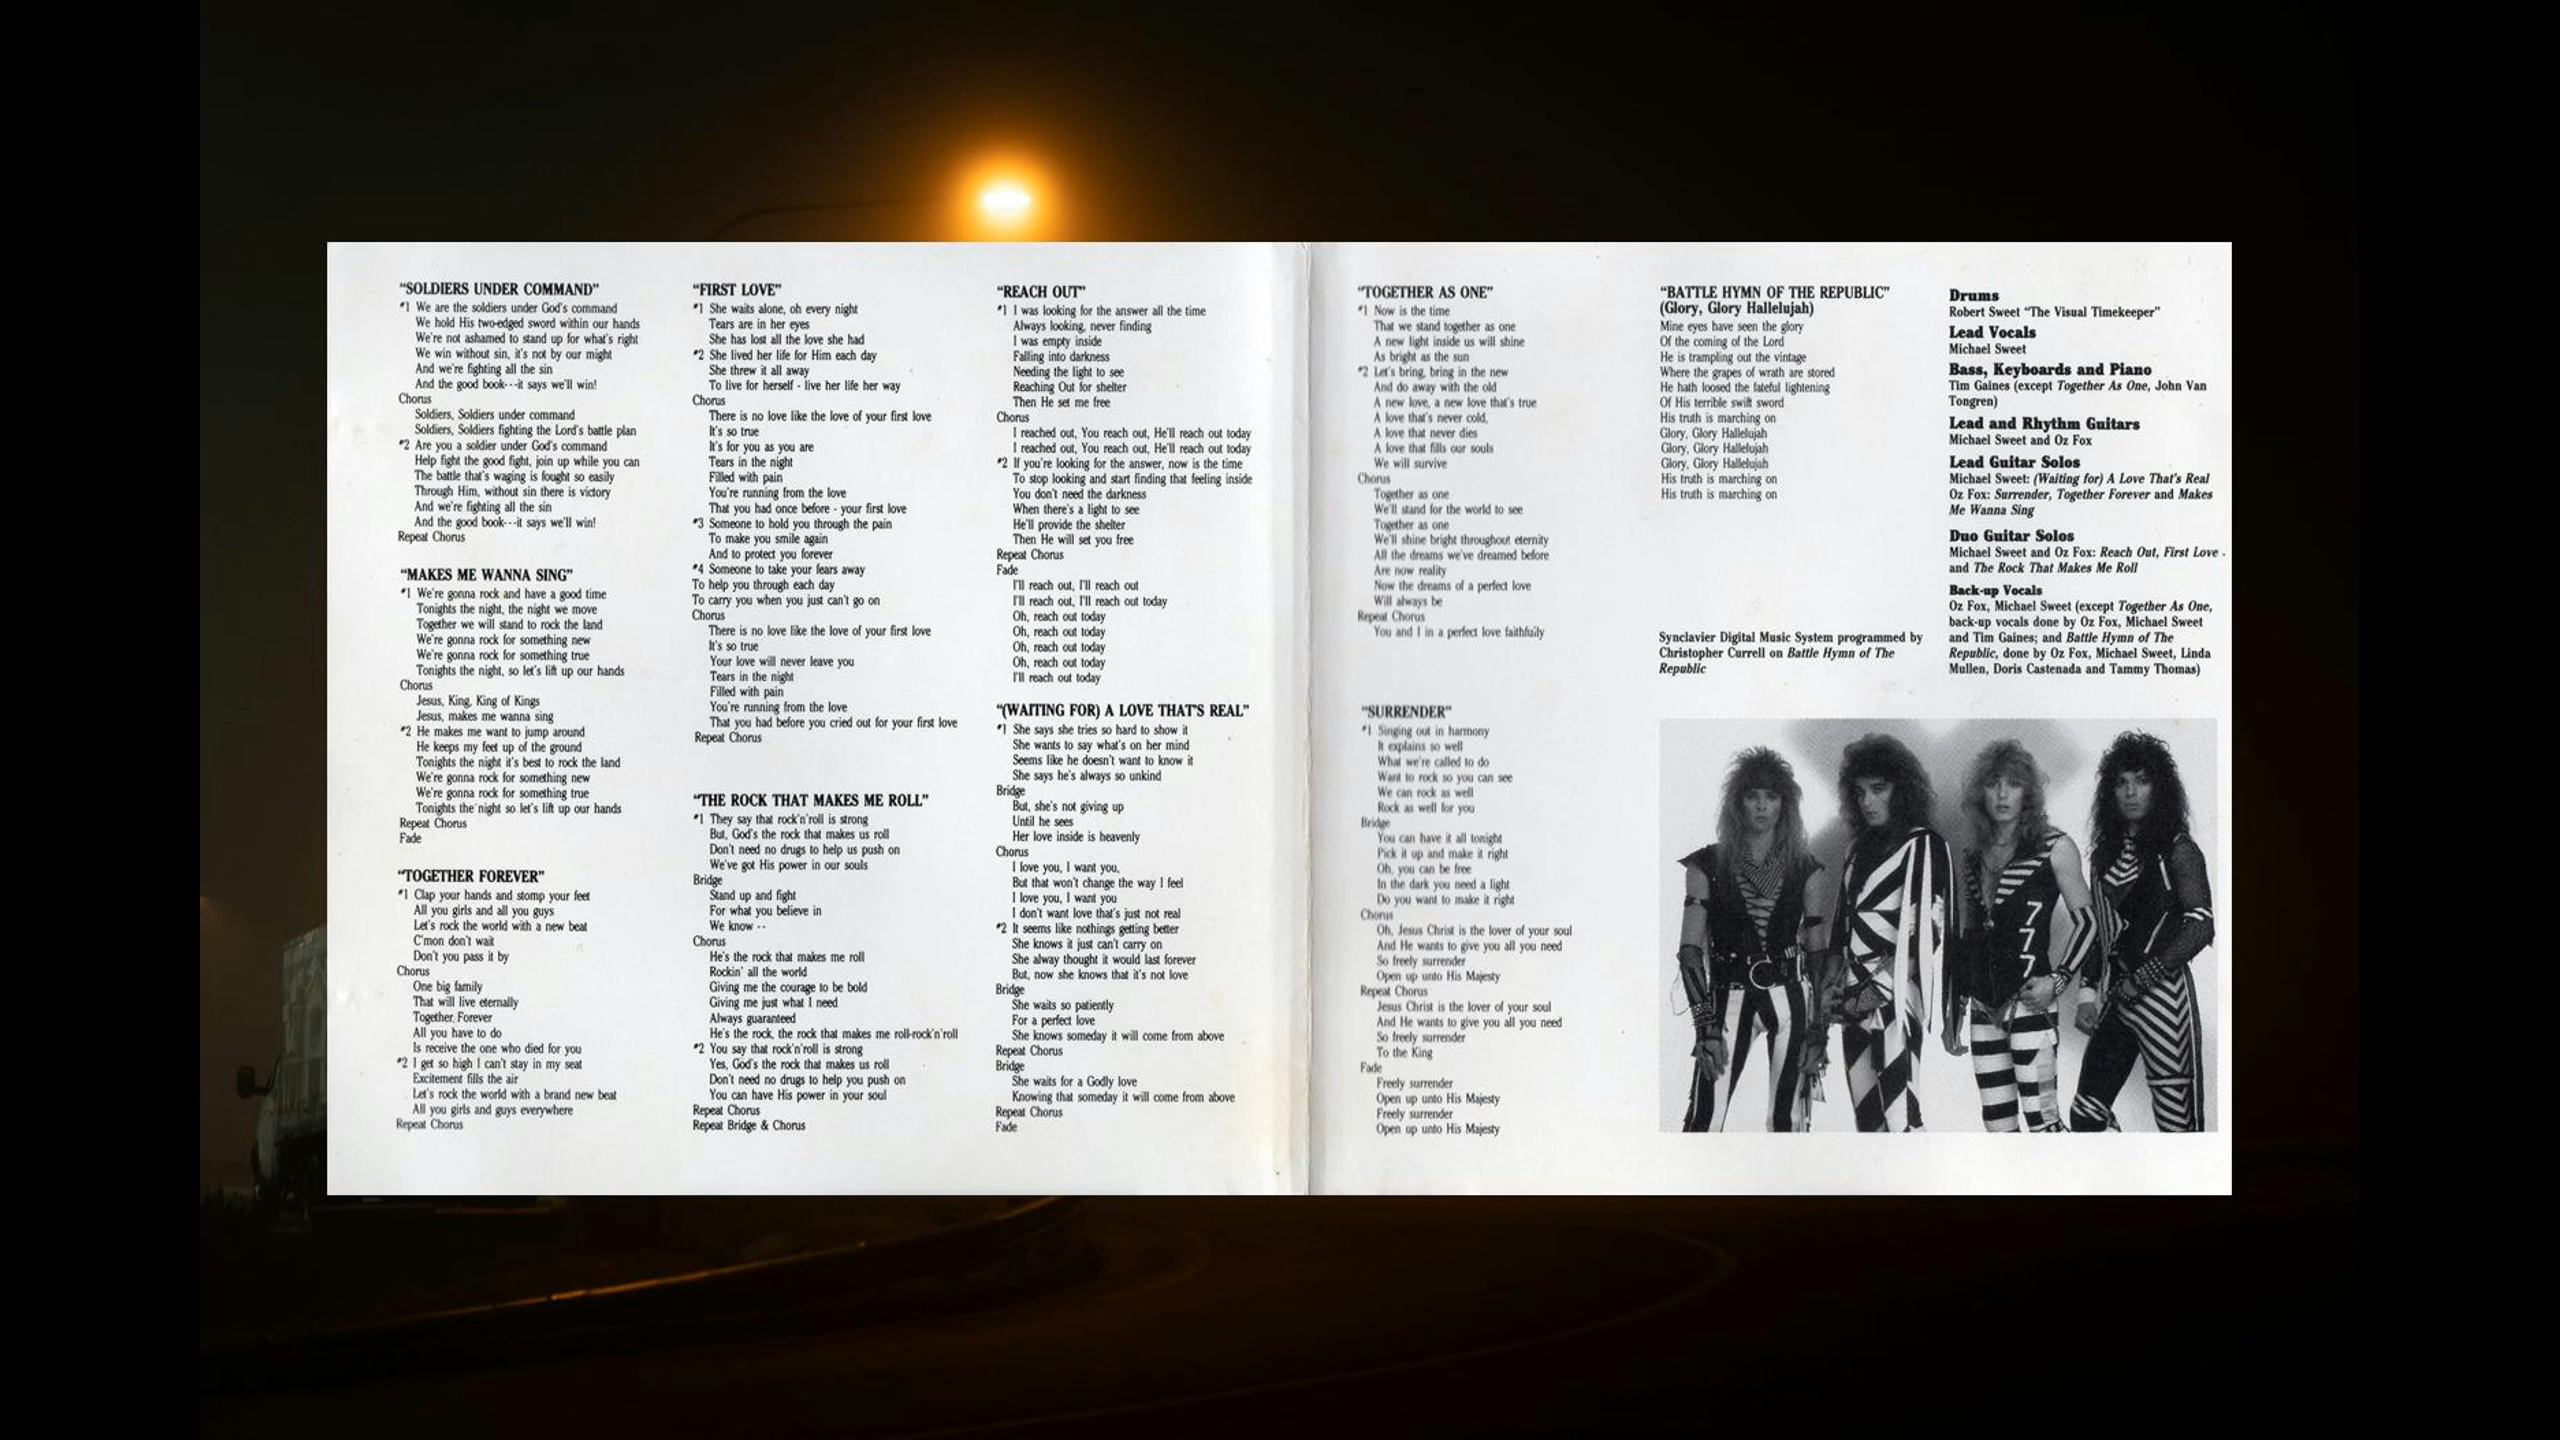 "SOLDIERS UNDER COMMAND"
*1 We are the soldiers under God's command
We hold His two-edged sword within our hands
We're not ashamed to stand up for what's right
We win without sin, it's not by our might
And we're fighting all the sin
And the good book---it says we'll win!
Chorus
Soldiers, Soldiers under command
Soldiers, Soldiers fighting the Lord's battle plan
*2 Are you a soldier under God's command
Help fight the good fight, join up while you can
The battle that's waging is fought so easily
Through Him, without sin there is victory
And we're fighting all the sin
And the good book---it says we'll win!
Repeat Chorus
"MAKES ME WANNA SING"
*1 We're gonna rock and have a good time
Tonights the night, the night we move
Together we will stand to rock the land
We're gonna rock for something new
We're gonna rock for something true
Tonights the night, so let's lift up our hands
Chorus
Jesus, King, King of Kings
Jesus, makes me wanna sing
*2 He makes me want to jump around
He keeps my feet up of the ground
Tonights the night it's best to rock the land
We're gonna rock for something new
We're gonna rock for something true
Tonights the night so let's lift up our hands
Repeat Chorus
Fade
"TOGETHER FOREVER"
*1 Clap your hands and stomp your feet
All you girls and all you guys
Let's rock the world with a new beat
C'mon don't wait
Don't you pass it by
Chorus
One big family
That will live eternally
Together, Forever
All you have to do
Is receive the one who died for you
*2 I get so high I can't stay in my seat
Excitement fills the air
Let's rock the world with a brand new beat
All you girls and guys everywhere
Repeat Chorus
"FIRST LOVE"
*1 She waits alone, oh every night
Tears are in her eyes
She has lost all the love she had
*2 She lived her life for Him each day
She threw it all away
To live for herself - live her life her way
Chorus
There is no love like the love of your first love
It's so true
It's for you as you are
Tears in the night
Filled with pain
You're running from the love
That you had once before - your first love
*3 Someone to hold you through the pain
To make you smile again
And to protect you forever
*4 Someone to take your fears away
To help you through each day
To carry you when you just can't go on
Chorus
There is no love like the love of your first love
It's so true
Your love will never leave you
Tears in the night
Filled with pain
You're running from the love
That you had before you cried out for your first love
Repeat Chorus
"THE ROCK THAT MAKES ME ROLL"
*1 They say that rock'n'roll is strong
But, God's the rock that makes us roll
Don't need no drugs to help us push on
We've got His power in our souls
Bridge
Stand up and fight
For what you believe in
We know --
Chorus
He's the rock that makes me roll
Rockin' all the world
Giving me the courage to be bold
Giving me just what I need
Always guaranteed
He's the rock, the rock that makes me roll-rock'n'roll
*2 You say that rock'n'roll is strong
Yes, God's the rock that makes us roll
Don't need no drugs to help you push on
You can have His power in your soul
Repeat Chorus
Repeat Bridge & Chorus
"REACH OUT"
*1 I was looking for the answer all the time
Always looking, never finding
I was empty inside
Falling into darkness
Needing the light to see
Reaching Out for shelter
Then He set me free
Chorus
I reached out, You reach out, He'll reach out today
I reached out, You reach out, He'll reach out today
*2 If you're looking for the answer, now is the time
To stop looking and start finding that feeling inside
You don't need the darkness
When there's a light to see
He'll provide the shelter
Then He will set you free
Repeat Chorus
Fade
I'll reach out, I'll reach out
I'll reach out, I'll reach out today
Oh, reach out today
Oh, reach out today
Oh, reach out today
Oh, reach out today
I'll reach out today
"(WAITING FOR) A LOVE THAT'S REAL"
*1 She says she tries so hard to show it
She wants to say what's on her mind
Seems like he doesn't want to know it
She says he's always so unkind
Bridge
But, she's not giving up
Until he sees
Her love inside is heavenly
Chorus
I love you, I want you,
But that won't change the way I feel
I love you, I want you
I don't want love that's just not real
*2 It seems like nothings getting better
She knows it just can't carry on
She alway thought it would last forever
But, now she knows that it's not love
Bridge
She waits so patiently
For a perfect love
She knows someday it will come from above
Repeat Chorus
Bridge
She waits for a Godly love
Knowing that someday it will come from above
Repeat Chorus
Fade
"TOGETHER AS ONE"
*1 Now is the time
That we stand together as one
A new light inside us will shine
As bright as the sun
*2 Let's bring, bring in the new
And do away with the old
A new love, a new love that's true
A love that's never cold,
A love that never dies
A love that fills our souls
We will survive
Chorus
Together as one
We'll stand for the world to see
Together as one
We'll shine bright throughout eternity
All the dreams we've dreamed before
Are now reality
Now the dreams of a perfect love
Will always be
Repeat Chorus
You and I in a perfect love faithfully
"SURRENDER"
*1 Singing out in harmony
It explains so well
What we're called to do
Want to rock so you can see
We can rock as well
Rock as well for you
Bridge
You can have it all tonight
Pick it up and make it right
Oh, you can be free
In the dark you need a light
Do you want to make it right
Chorus
Oh, Jesus Christ is the lover of your soul
And He wants to give you all you need
So freely surrender
Open up unto His Majesty
Repeat Chorus
Jesus Christ is the lover of your soul
And He wants to give you all you need
So freely surrender
To the King
Fade
Freely surrender
Open up unto His Majesty
Freely surrender
Open up unto His Majesty
"BATTLE HYMN OF THE REPUBLIC"
(Glory, Glory Hallelujah)
Mine eyes have seen the glory
Of the coming of the Lord
He is trampling out the vintage
Where the grapes of wrath are stored
He hath loosed the fateful lightening
Of His terrible swift sword
His truth is marching on
Glory, Glory Hallelujah
Glory, Glory Hallelujah
Glory, Glory Hallelujah
His truth is marching on
His truth is marching on
Synclavier Digital Music System programmed by
Christopher Currell on Battle Hymn of The
Republic
Drums
Robert Sweet "The Visual Timekeeper"
Lead Vocals
Michael Sweet
Bass, Keyboards and Piano
Tim Gaines (except Together As One, John Van
Tongren)
Lead and Rhythm Guitars
Michael Sweet and Oz Fox
Lead Guitar Solos
Michael Sweet: (Waiting for) A Love That's Real
Oz Fox: Surrender, Together Forever and Makes
Me Wanna Sing
Duo Guitar Solos
Michael Sweet and Oz Fox: Reach Out, First Love -
and The Rock That Makes Me Roll
Back-up Vocals
Oz Fox, Michael Sweet (except Together As One,
back-up vocals done by Oz Fox, Michael Sweet
and Tim Gaines; and Battle Hymn of The
Republic, done by Oz Fox, Michael Sweet, Linda
Mullen, Doris Castenada and Tammy Thomas)
777